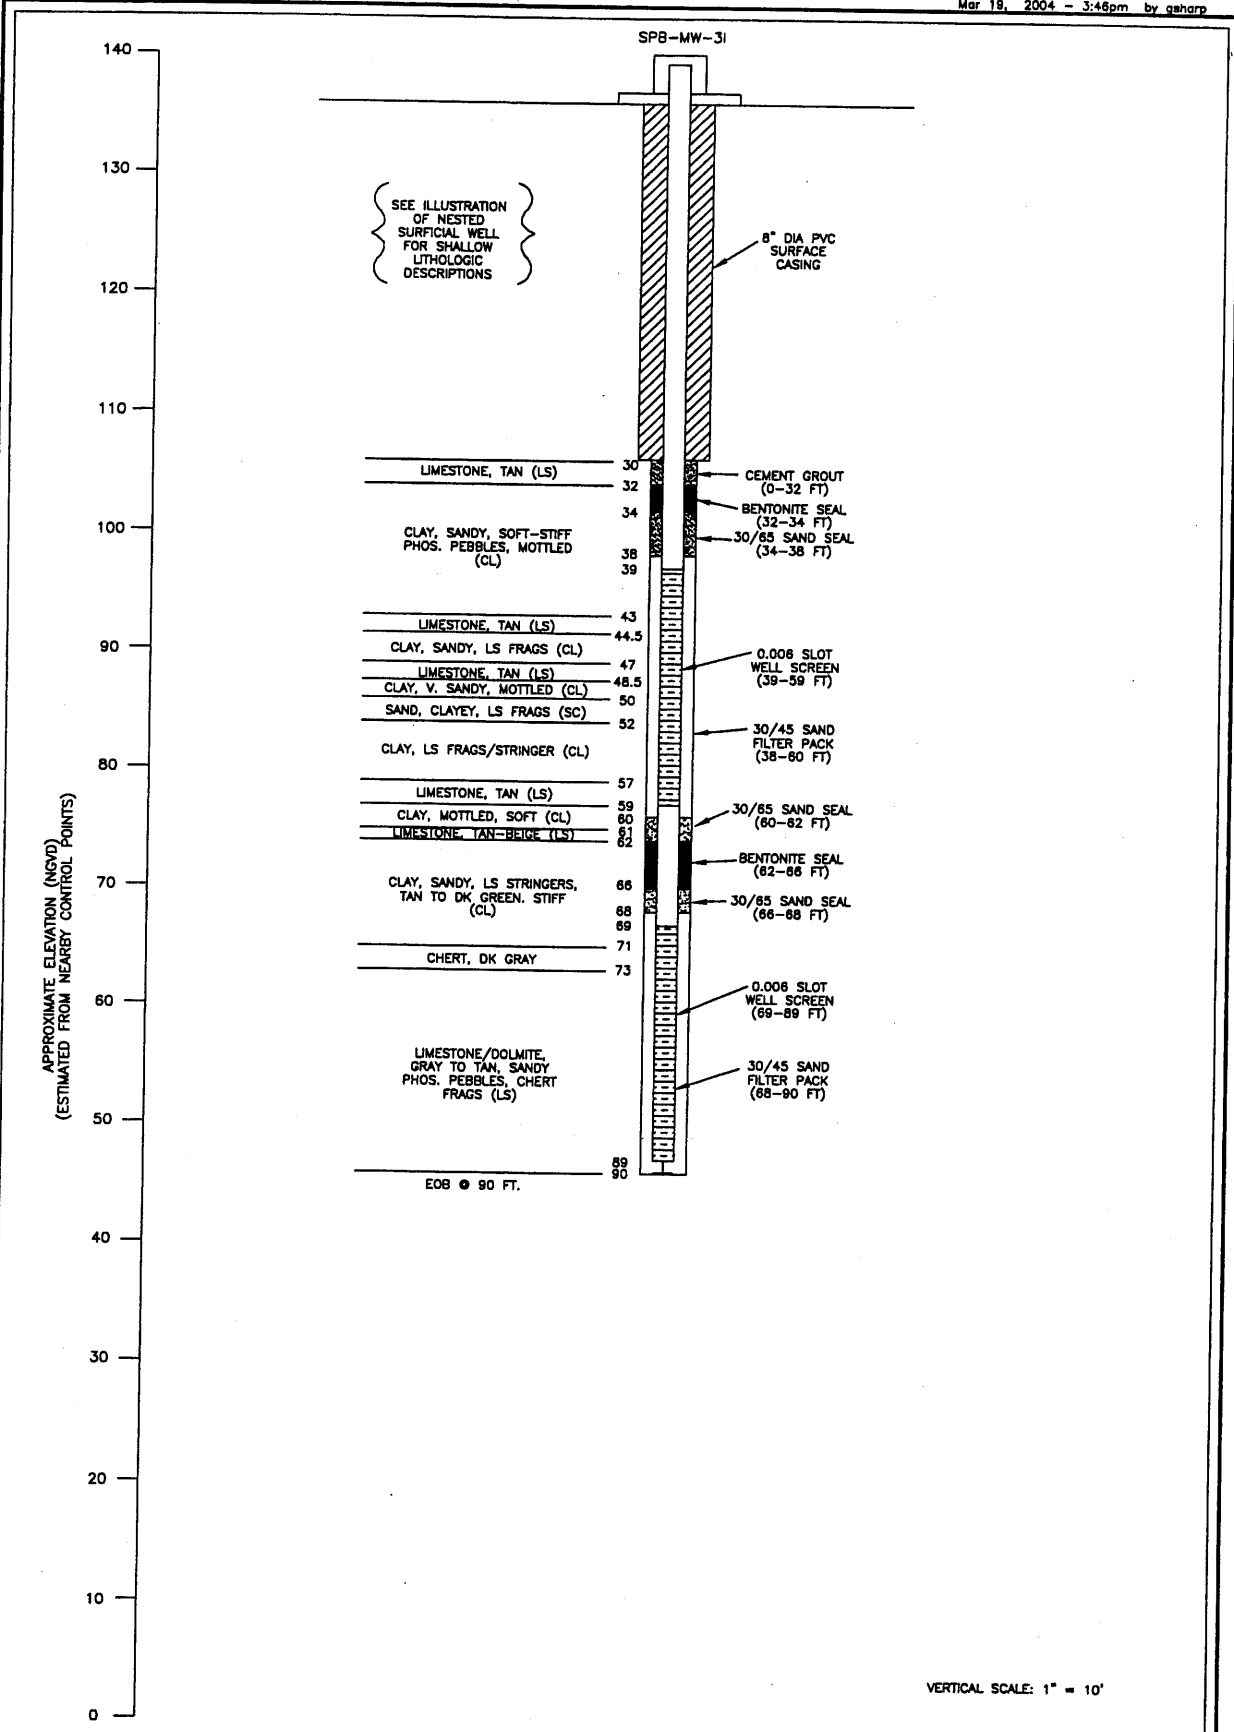 Mar 19, 2004 - 3:46pm by gsharp
SPB-MW-3I
140
130
SEE ILLUSTRATION
OF NESTED
SURFICIAL WELL
FOR SHALLOW
LITHOLOGIC
DESCRIPTIONS
8" DIA PVC
SURFACE
CASING
120
110
LIMESTONE, TAN (LS)
30
32
CEMENT GROUT
(0-32 FT)
34
BENTONITE SEAL
(32-34 FT)
100
CLAY, SANDY, SOFT-STIFF
PHOS. PEBBLES, MOTTLED
(CL)
38
39
30/65 SAND SEAL
(34-38 FT)
43
LIMESTONE, TAN (LS)
44.5
90
CLAY, SANDY, LS FRAGS (CL)
47
LIMESTONE, TAN (LS)
48.5
CLAY, V. SANDY, MOTTLED (CL)
50
0.006 SLOT
WELL SCREEN
(39-59 FT)
SAND, CLAYEY, LS FRAGS (SC)
52
30/45 SAND
FILTER PACK
(38-60 FT)
CLAY, LS FRAGS/STRINGER (CL)
80
57
LIMESTONE, TAN (LS)
59
CLAY, MOTTLED, SOFT (CL)
60
30/65 SAND SEAL
(60-62 FT)
61
LIMESTONE, TAN-BEIGE (LS)
62
BENTONITE SEAL
(62-66 FT)
70
CLAY, SANDY, LS STRINGERS,
TAN TO DK GREEN. STIFF
(CL)
66
68
69
30/65 SAND SEAL
(66-68 FT)
71
CHERT, DK GRAY
73
60
0.006 SLOT
WELL SCREEN
(69-89 FT)
LIMESTONE/DOLMITE,
GRAY TO TAN, SANDY
PHOS. PEBBLES, CHERT
FRAGS (LS)
30/45 SAND
FILTER PACK
(68-90 FT)
50
89
90
EOB @ 90 FT.
40
30
20
10
0
APPROXIMATE ELEVATION (NGVD)
(ESTIMATED FROM NEARBY CONTROL POINTS)
VERTICAL SCALE: 1" = 10'